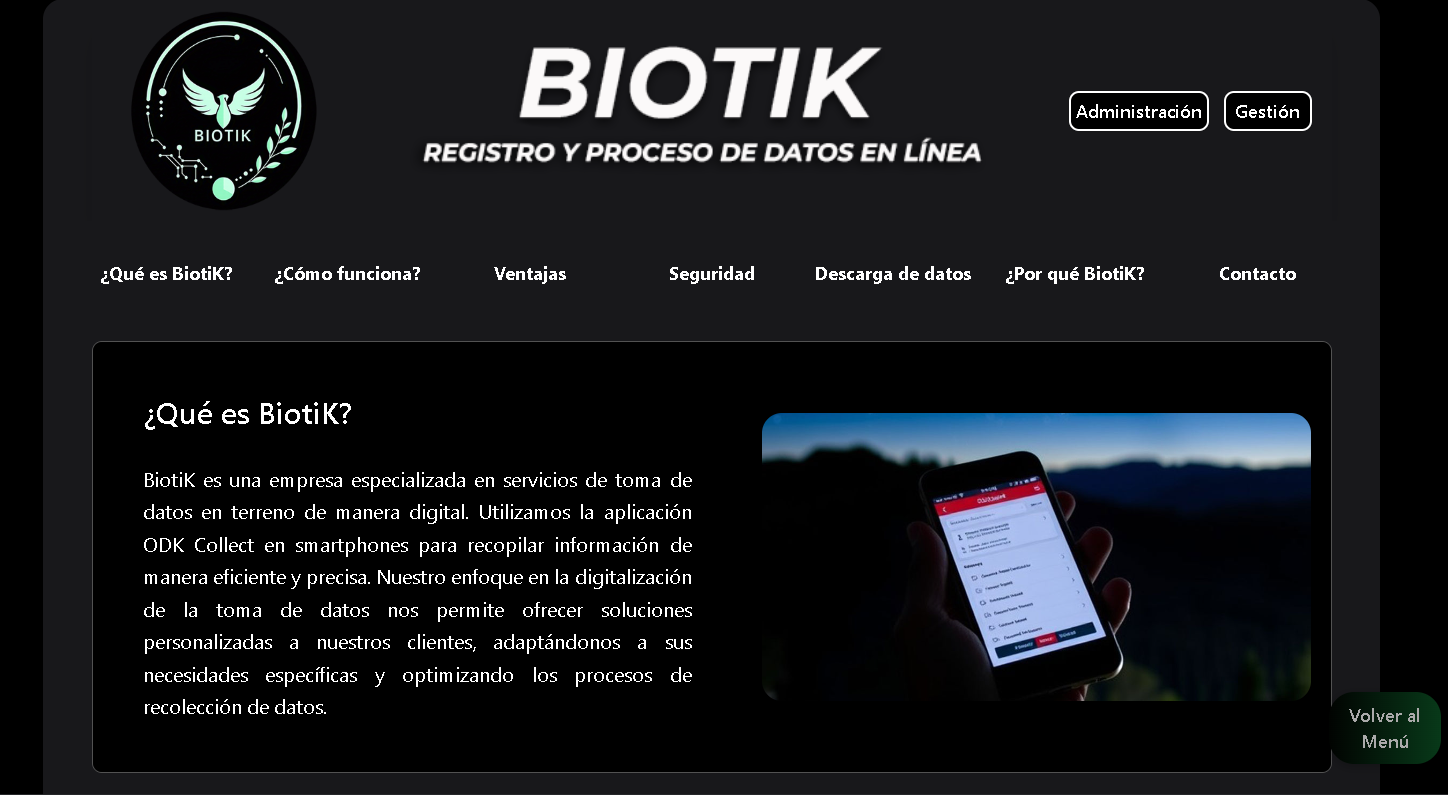 BIOTIK
BIOTIK
REGISTRO Y PROCESO DE DATOS EN LÍNEA
Administración
Gestión
¿Qué es BiotiK?
¿Cómo funciona?
Ventajas
Seguridad
Descarga de datos
¿Por qué BiotiK?
Contacto
¿Qué es BiotiK?
BiotiK es una empresa especializada en servicios de toma de
datos en terreno de manera digital. Utilizamos la aplicación
ODK Collect en smartphones para recopilar información de
manera eficiente y precisa. Nuestro enfoque en la digitalización
de la toma de datos nos permite ofrecer soluciones
personalizadas a nuestros clientes, adaptándonos a sus
necesidades específicas y optimizando los procesos de
recolección de datos.
Volver al
Menú